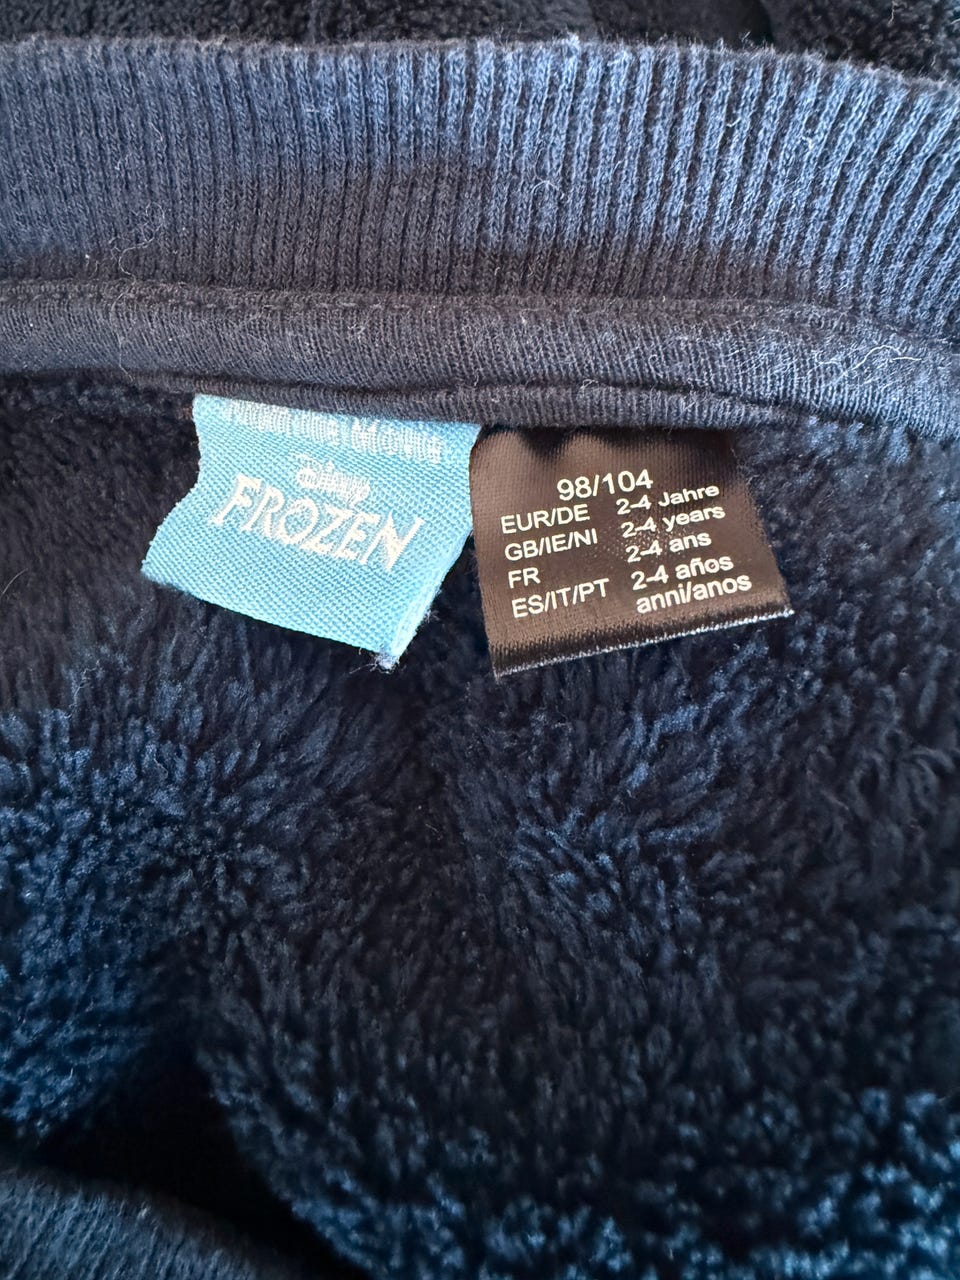 Movie
Disney
FROZEN
98/104
EUR/DE 2-4 Jahre
GB/IE/NI 2-4 years
FR 2-4 ans
ES/IT/PT 2-4 años
anni/anos